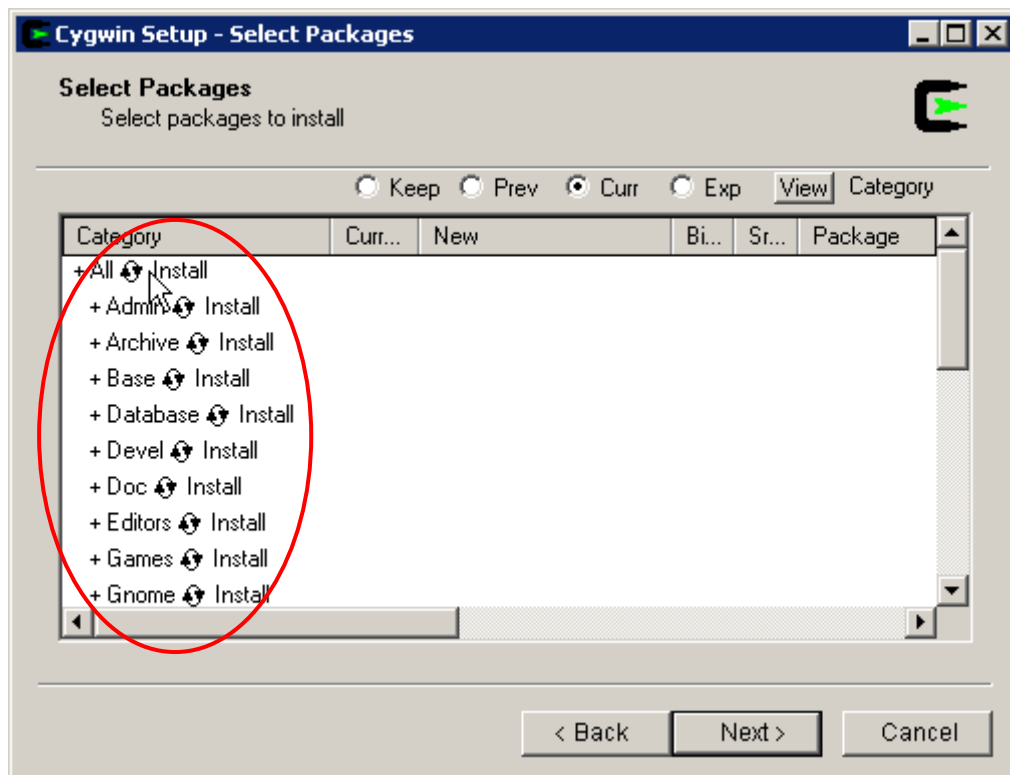 Cygwin Setup - Select Packages
Select Packages
Select packages to install
Keep Prev Curr Exp View Category
Category Curr... New Bi... Sr... Package
+ All Install
+ Admin Install
+ Archive Install
+ Base Install
+ Database Install
+ Devel Install
+ Doc Install
+ Editors Install
+ Games Install
+ Gnome Install
< Back Next > Cancel